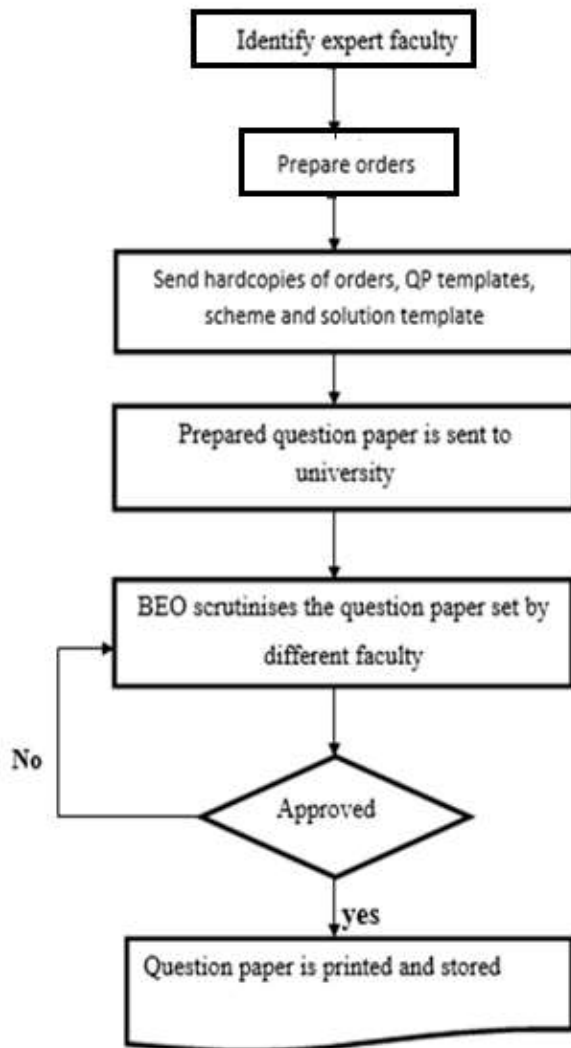 Identify expert faculty
Prepare orders
Send hardcopies of orders, QP templates,
scheme and solution template
Prepared question paper is sent to
university
BEO scrutinises the question paper set by
different faculty
No
Approved
yes
Question paper is printed and stored